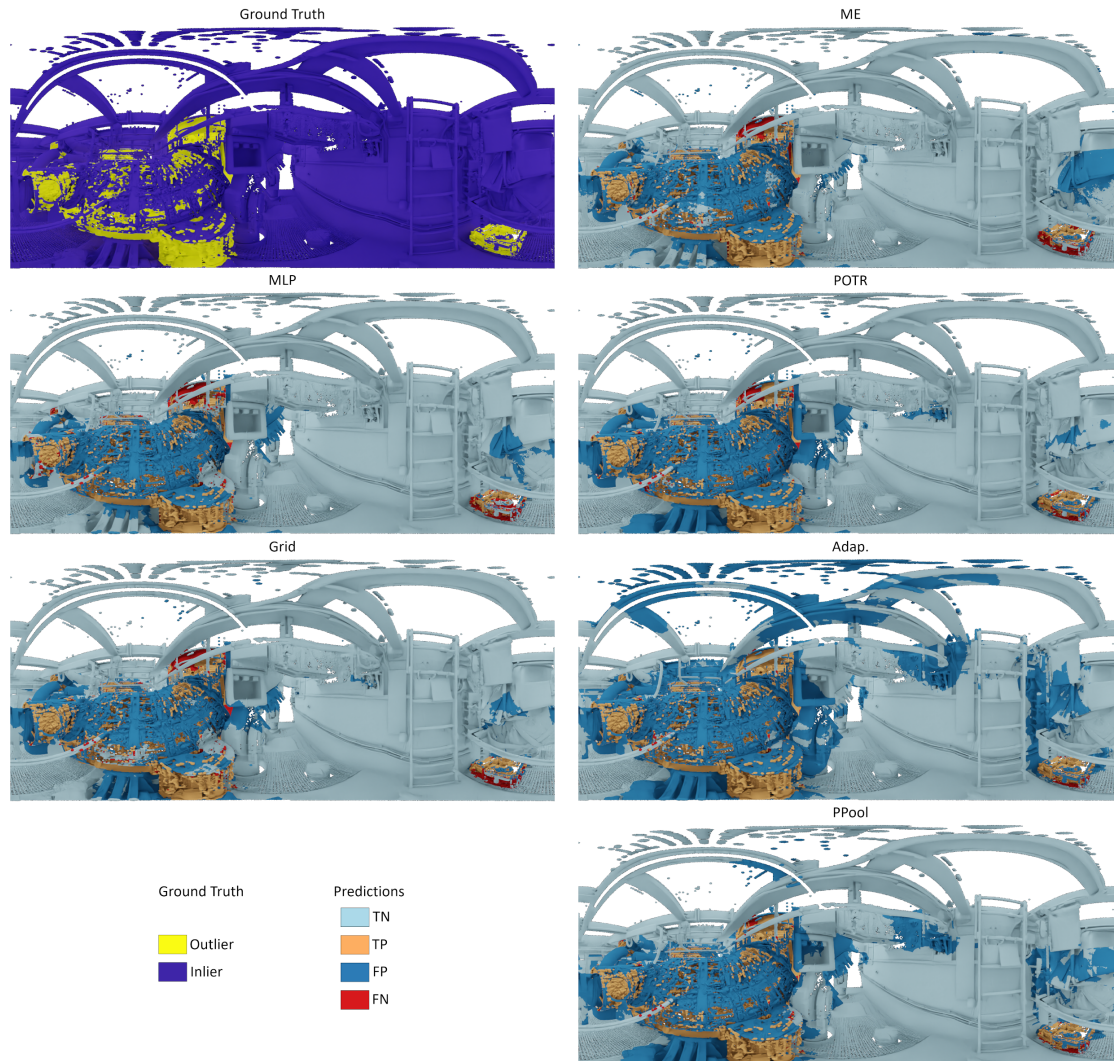 Ground Truth
ME
MLP
POTR
Grid
Adap.
PPool
Ground Truth
Outlier
Inlier
Predictions
TN
TP
FP
FN